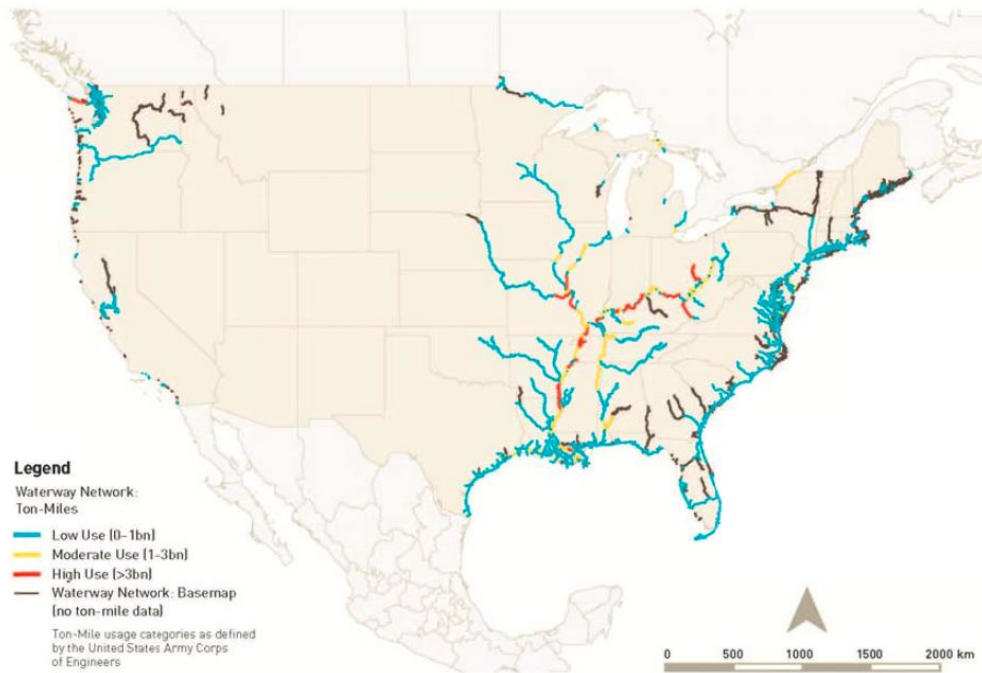 Legend
Waterway Network:
Ton-Miles
Low Use (0-1bn)
Moderate Use (1-3bn)
High Use (>3bn)
Waterway Network: Basemap
(no ton-mile data)
Ton-Mile usage categories as defined
by the United States Army Corps
of Engineers
0 500 1000 1500 2000 km